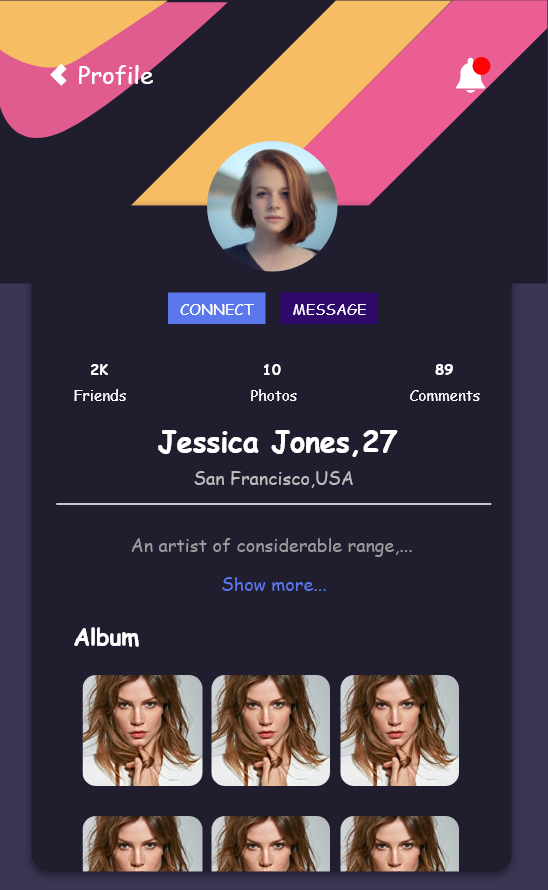 Profile
CONNECT MESSAGE
2K 10 89
Friends Photos Comments
Jessica Jones,27
San Francisco,USA
An artist of considerable range,...
Show more...
Album